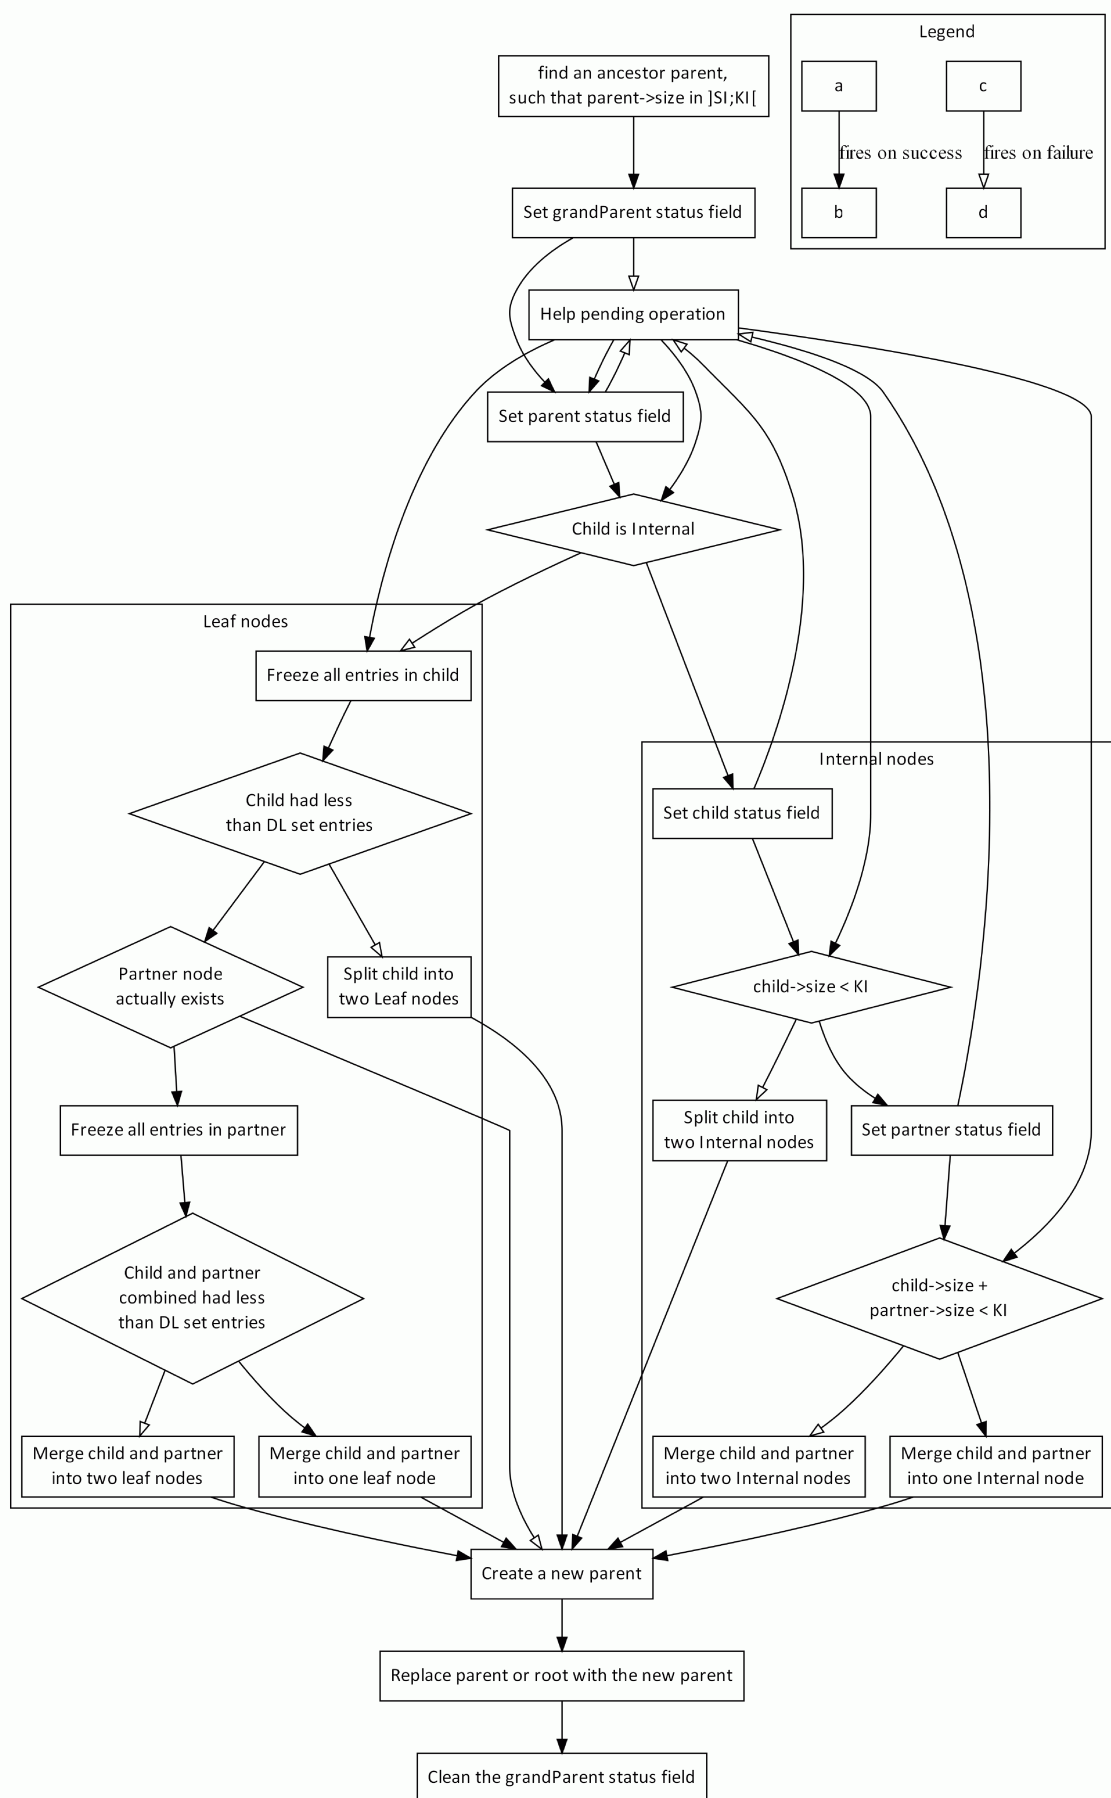 Legend
find an ancestor parent,
such that parent->size in ]SI;KI[
a
c
fires on success
fires on failure
b
d
Set grandParent status field
Help pending operation
Set parent status field
Child is Internal
Leaf nodes
Freeze all entries in child
Child had less
than DL set entries
Partner node
actually exists
Split child into
two Leaf nodes
Freeze all entries in partner
Child and partner
combined had less
than DL set entries
Merge child and partner
into two leaf nodes
Merge child and partner
into one leaf node
Internal nodes
Set child status field
child->size < KI
Split child into
two Internal nodes
Set partner status field
child->size +
partner->size < KI
Merge child and partner
into two Internal nodes
Merge child and partner
into one Internal node
Create a new parent
Replace parent or root with the new parent
Clean the grandParent status field